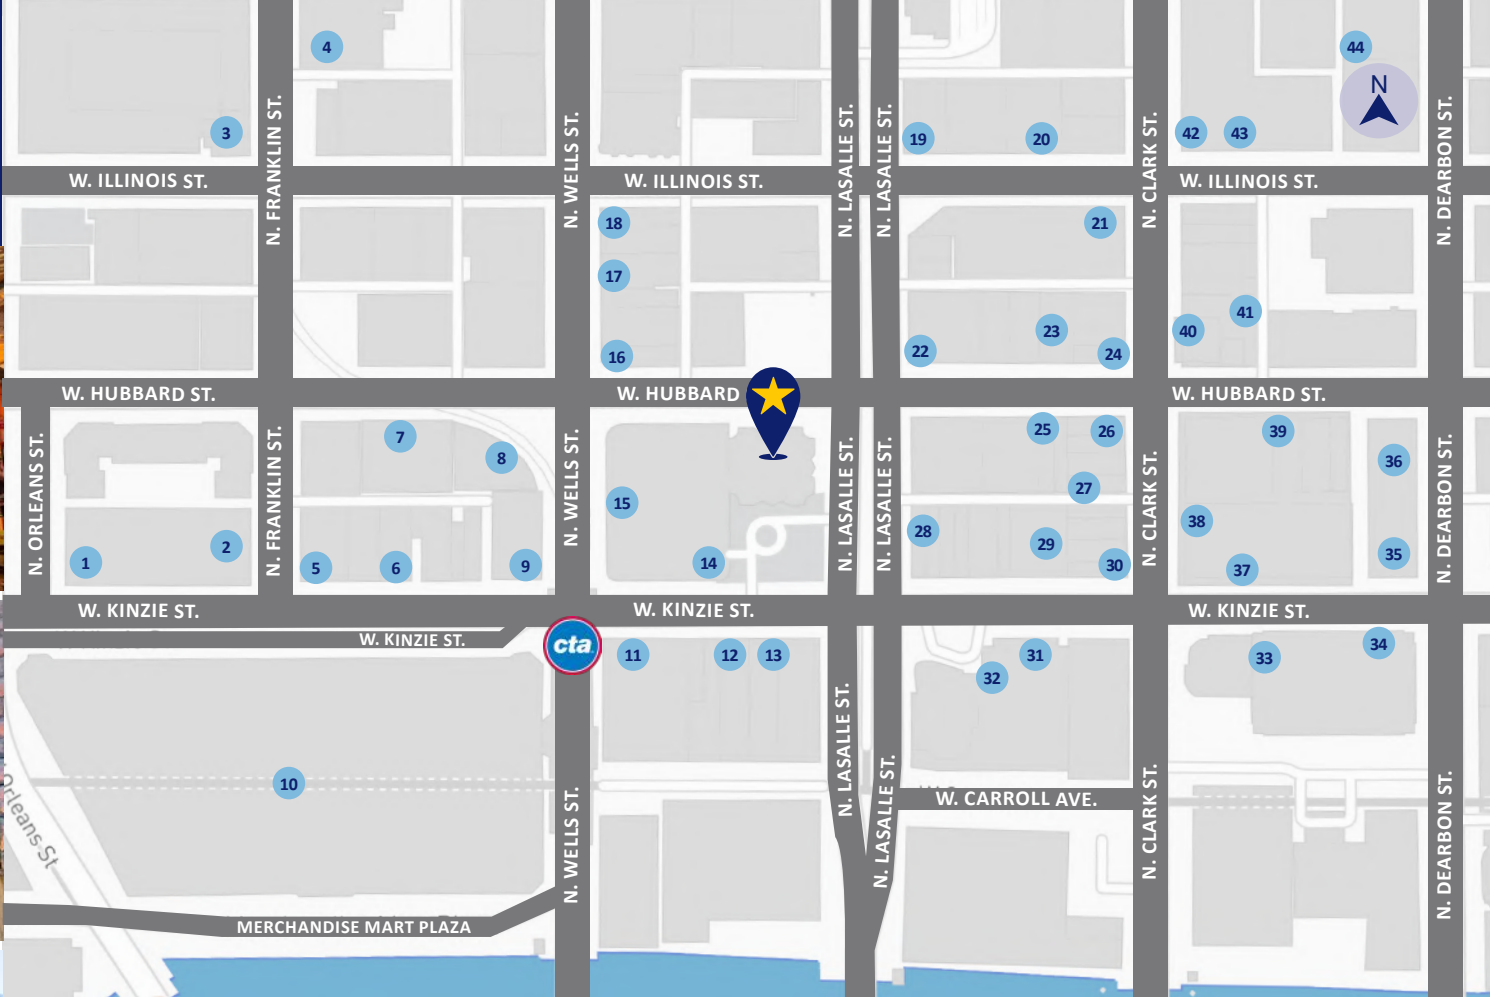 4
44
N
3
19
20
42
43
N. FRANKLIN ST.
N. WELLS ST.
N. LASALLE ST.
N. LASALLE ST.
N. CLARK ST.
N. DEARBON ST.
W. ILLINOIS ST.
W. ILLINOIS ST.
W. ILLINOIS ST.
18
21
17
41
40
23
22
24
16
W. HUBBARD ST.
W. HUBBARD
W. HUBBARD ST.
N. ORLEANS ST.
N. FRANKLIN ST.
N. WELLS ST.
N. LASALLE ST.
N. LASALLE ST.
N. CLARK ST.
N. DEARBON ST.
7
8
25
26
39
36
27
15
38
28
2
29
1
5
6
9
14
30
37
35
W. KINZIE ST.
W. KINZIE ST.
W. KINZIE ST.
W. KINZIE ST.
cta
11
12
13
31
32
33
34
10
N. WELLS ST.
N. LASALLE ST.
N. LASALLE ST.
N. CLARK ST.
N. DEARBON ST.
W. CARROLL AVE.
Orleans St
MERCHANDISE MART PLAZA